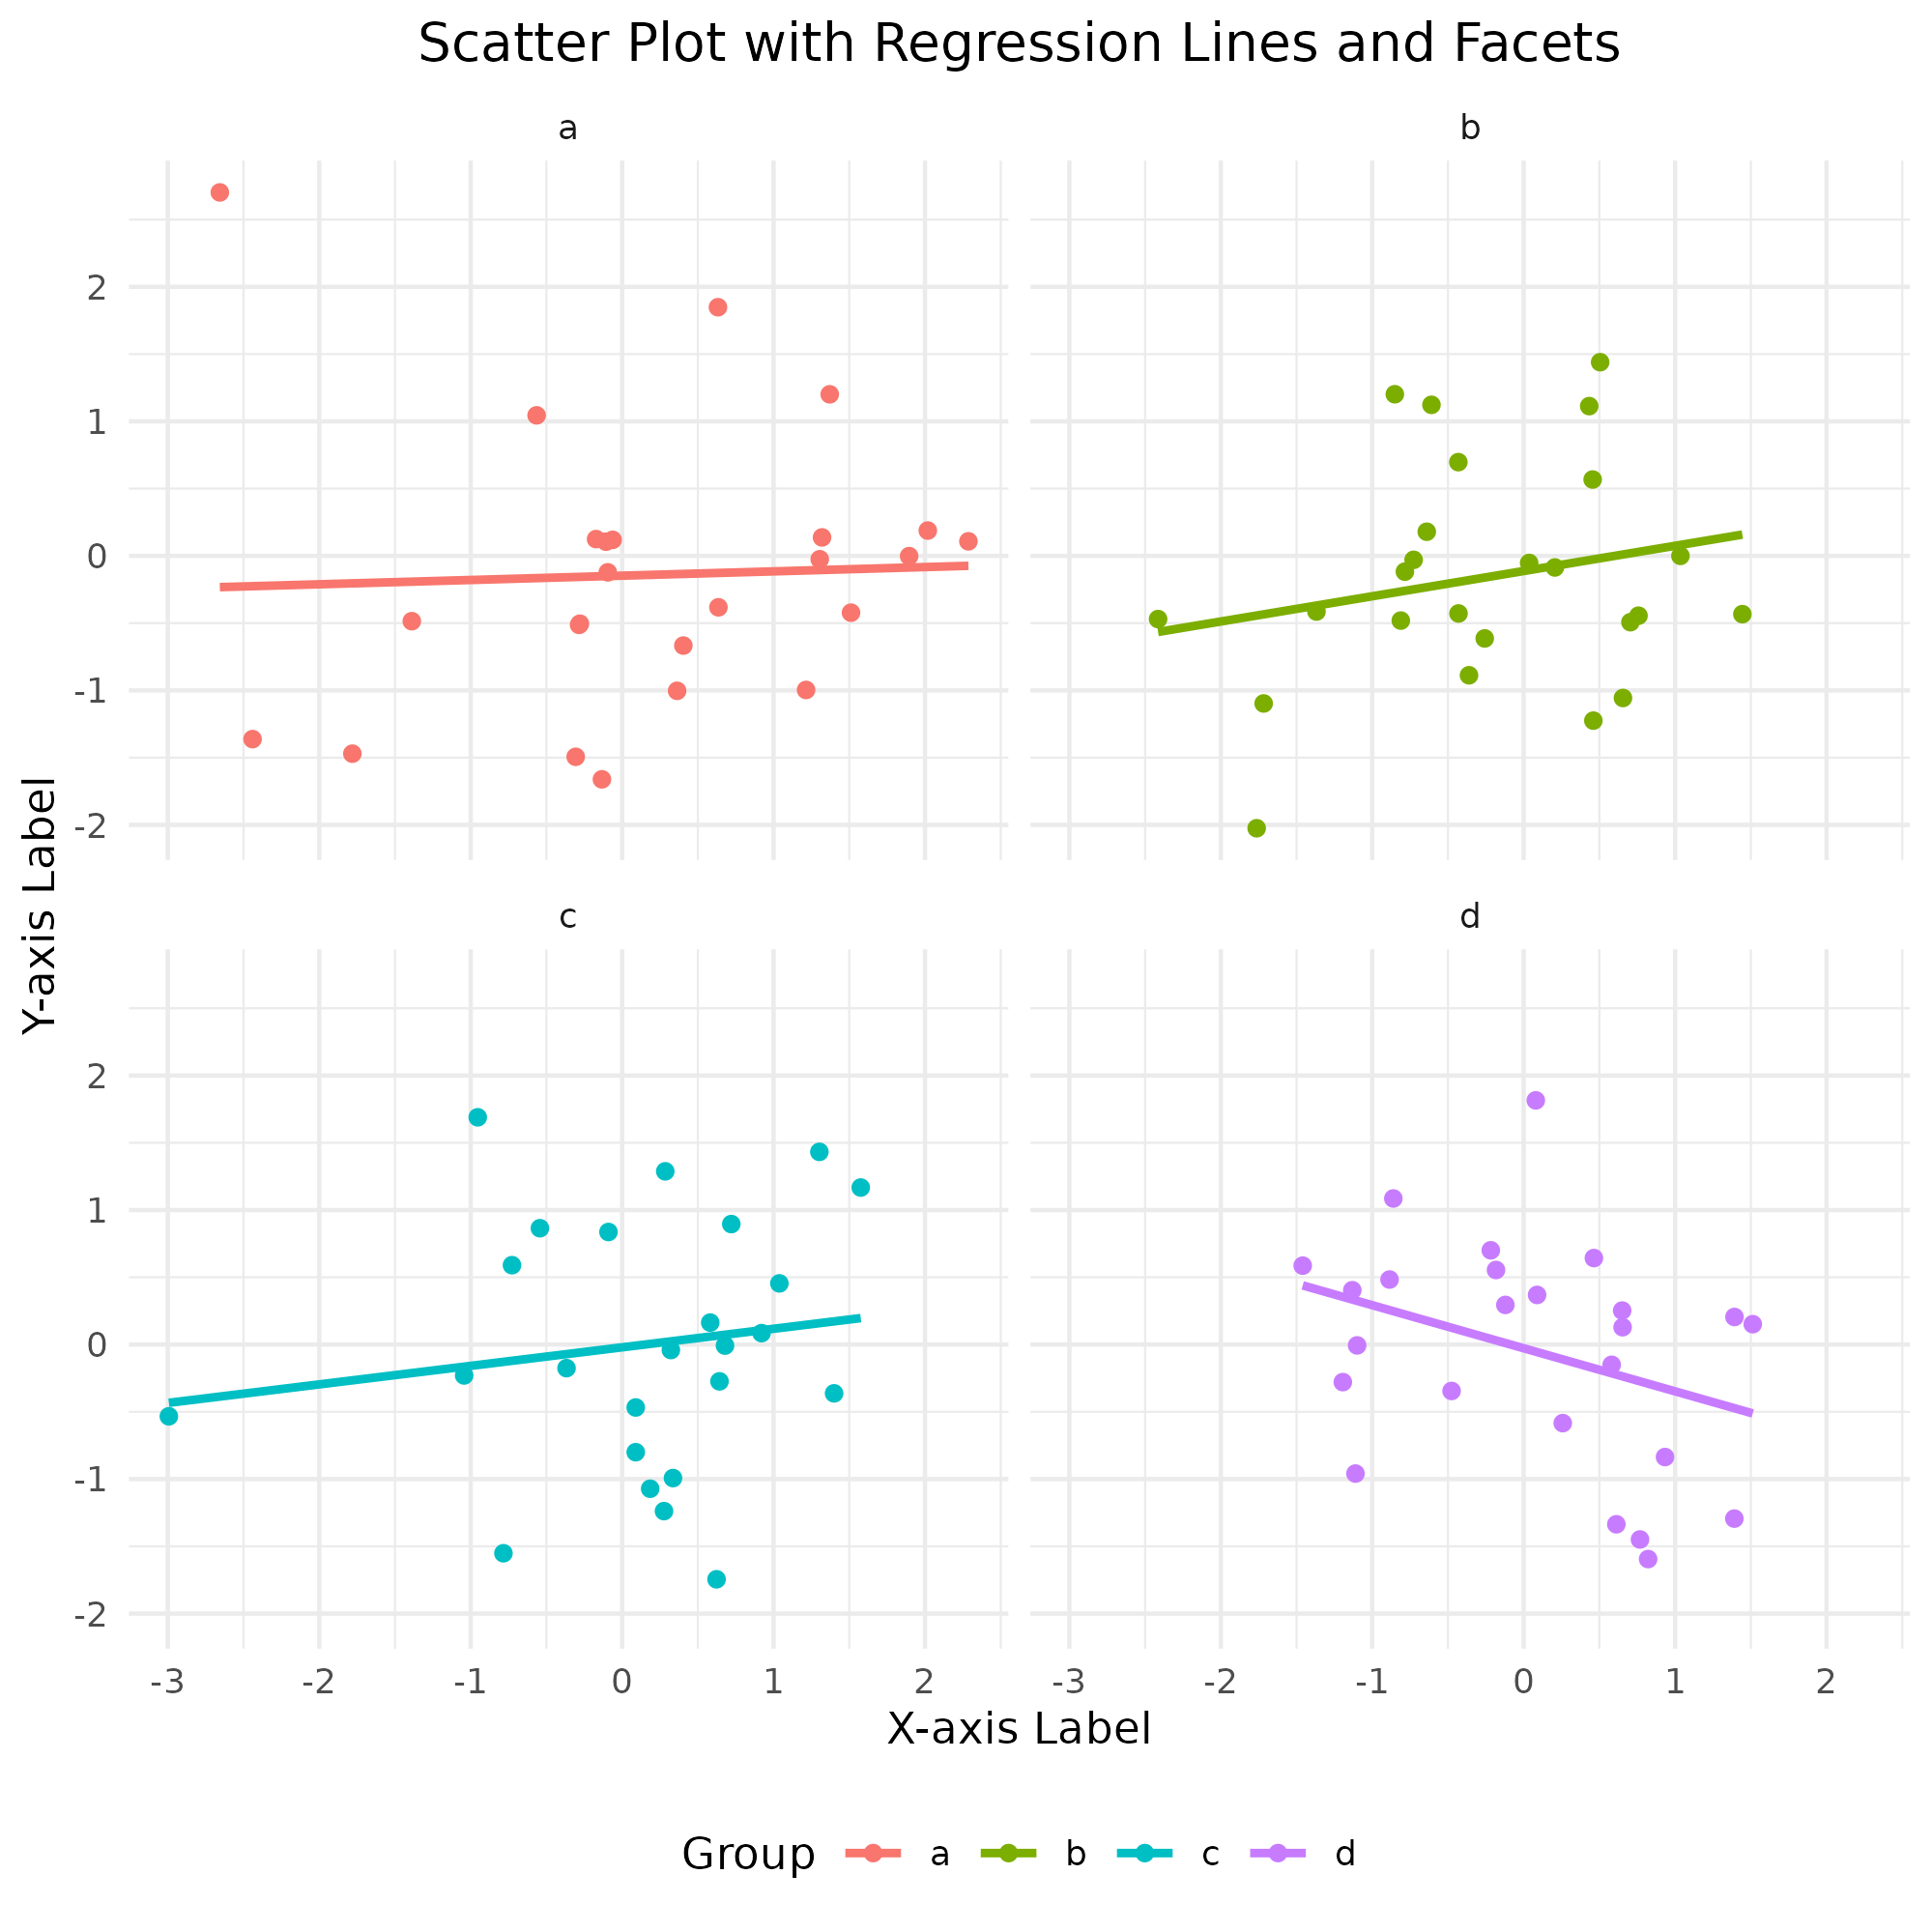 Scatter Plot with Regression Lines and Facets
a b
2
1
0
-1
-2
c d
2
1
0
-1
-2
-3 -2 -1 0 1 2 -3 -2 -1 0 1 2
Y-axis Label
X-axis Label
Group a b c d